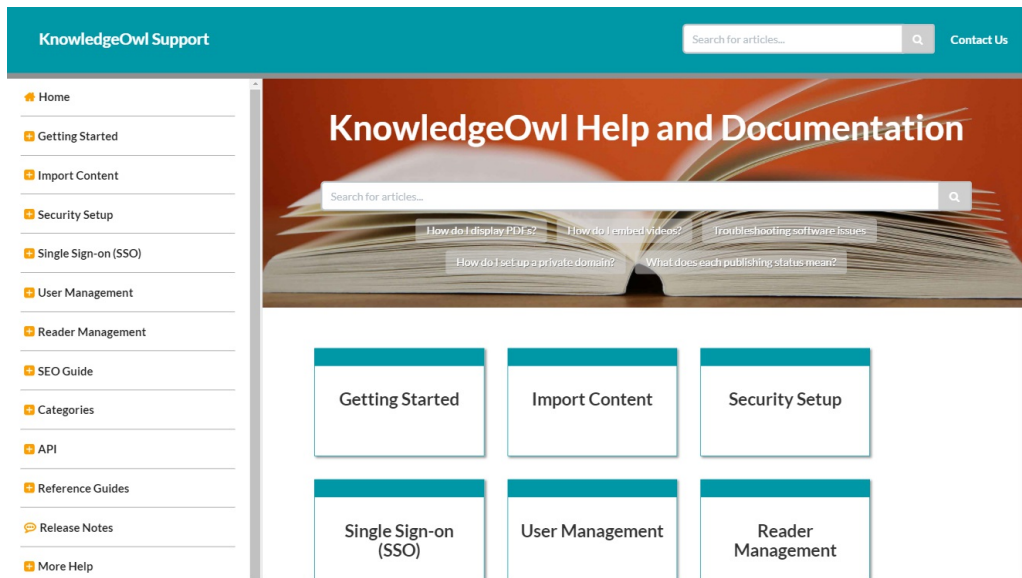 KnowledgeOwl Support
Search for articles...
Contact Us
Home
Getting Started
Import Content
Security Setup
Single Sign-on (SSO)
User Management
Reader Management
SEO Guide
Categories
API
Reference Guides
Release Notes
More Help
KnowledgeOwl Help and Documentation
Search for articles...
How do I display PDFs?
How do I embed videos?
Troubleshooting software issues
How do I set up a private domain?
What does each publishing status mean?
Getting Started
Import Content
Security Setup
Single Sign-on
(SSO)
User Management
Reader
Management